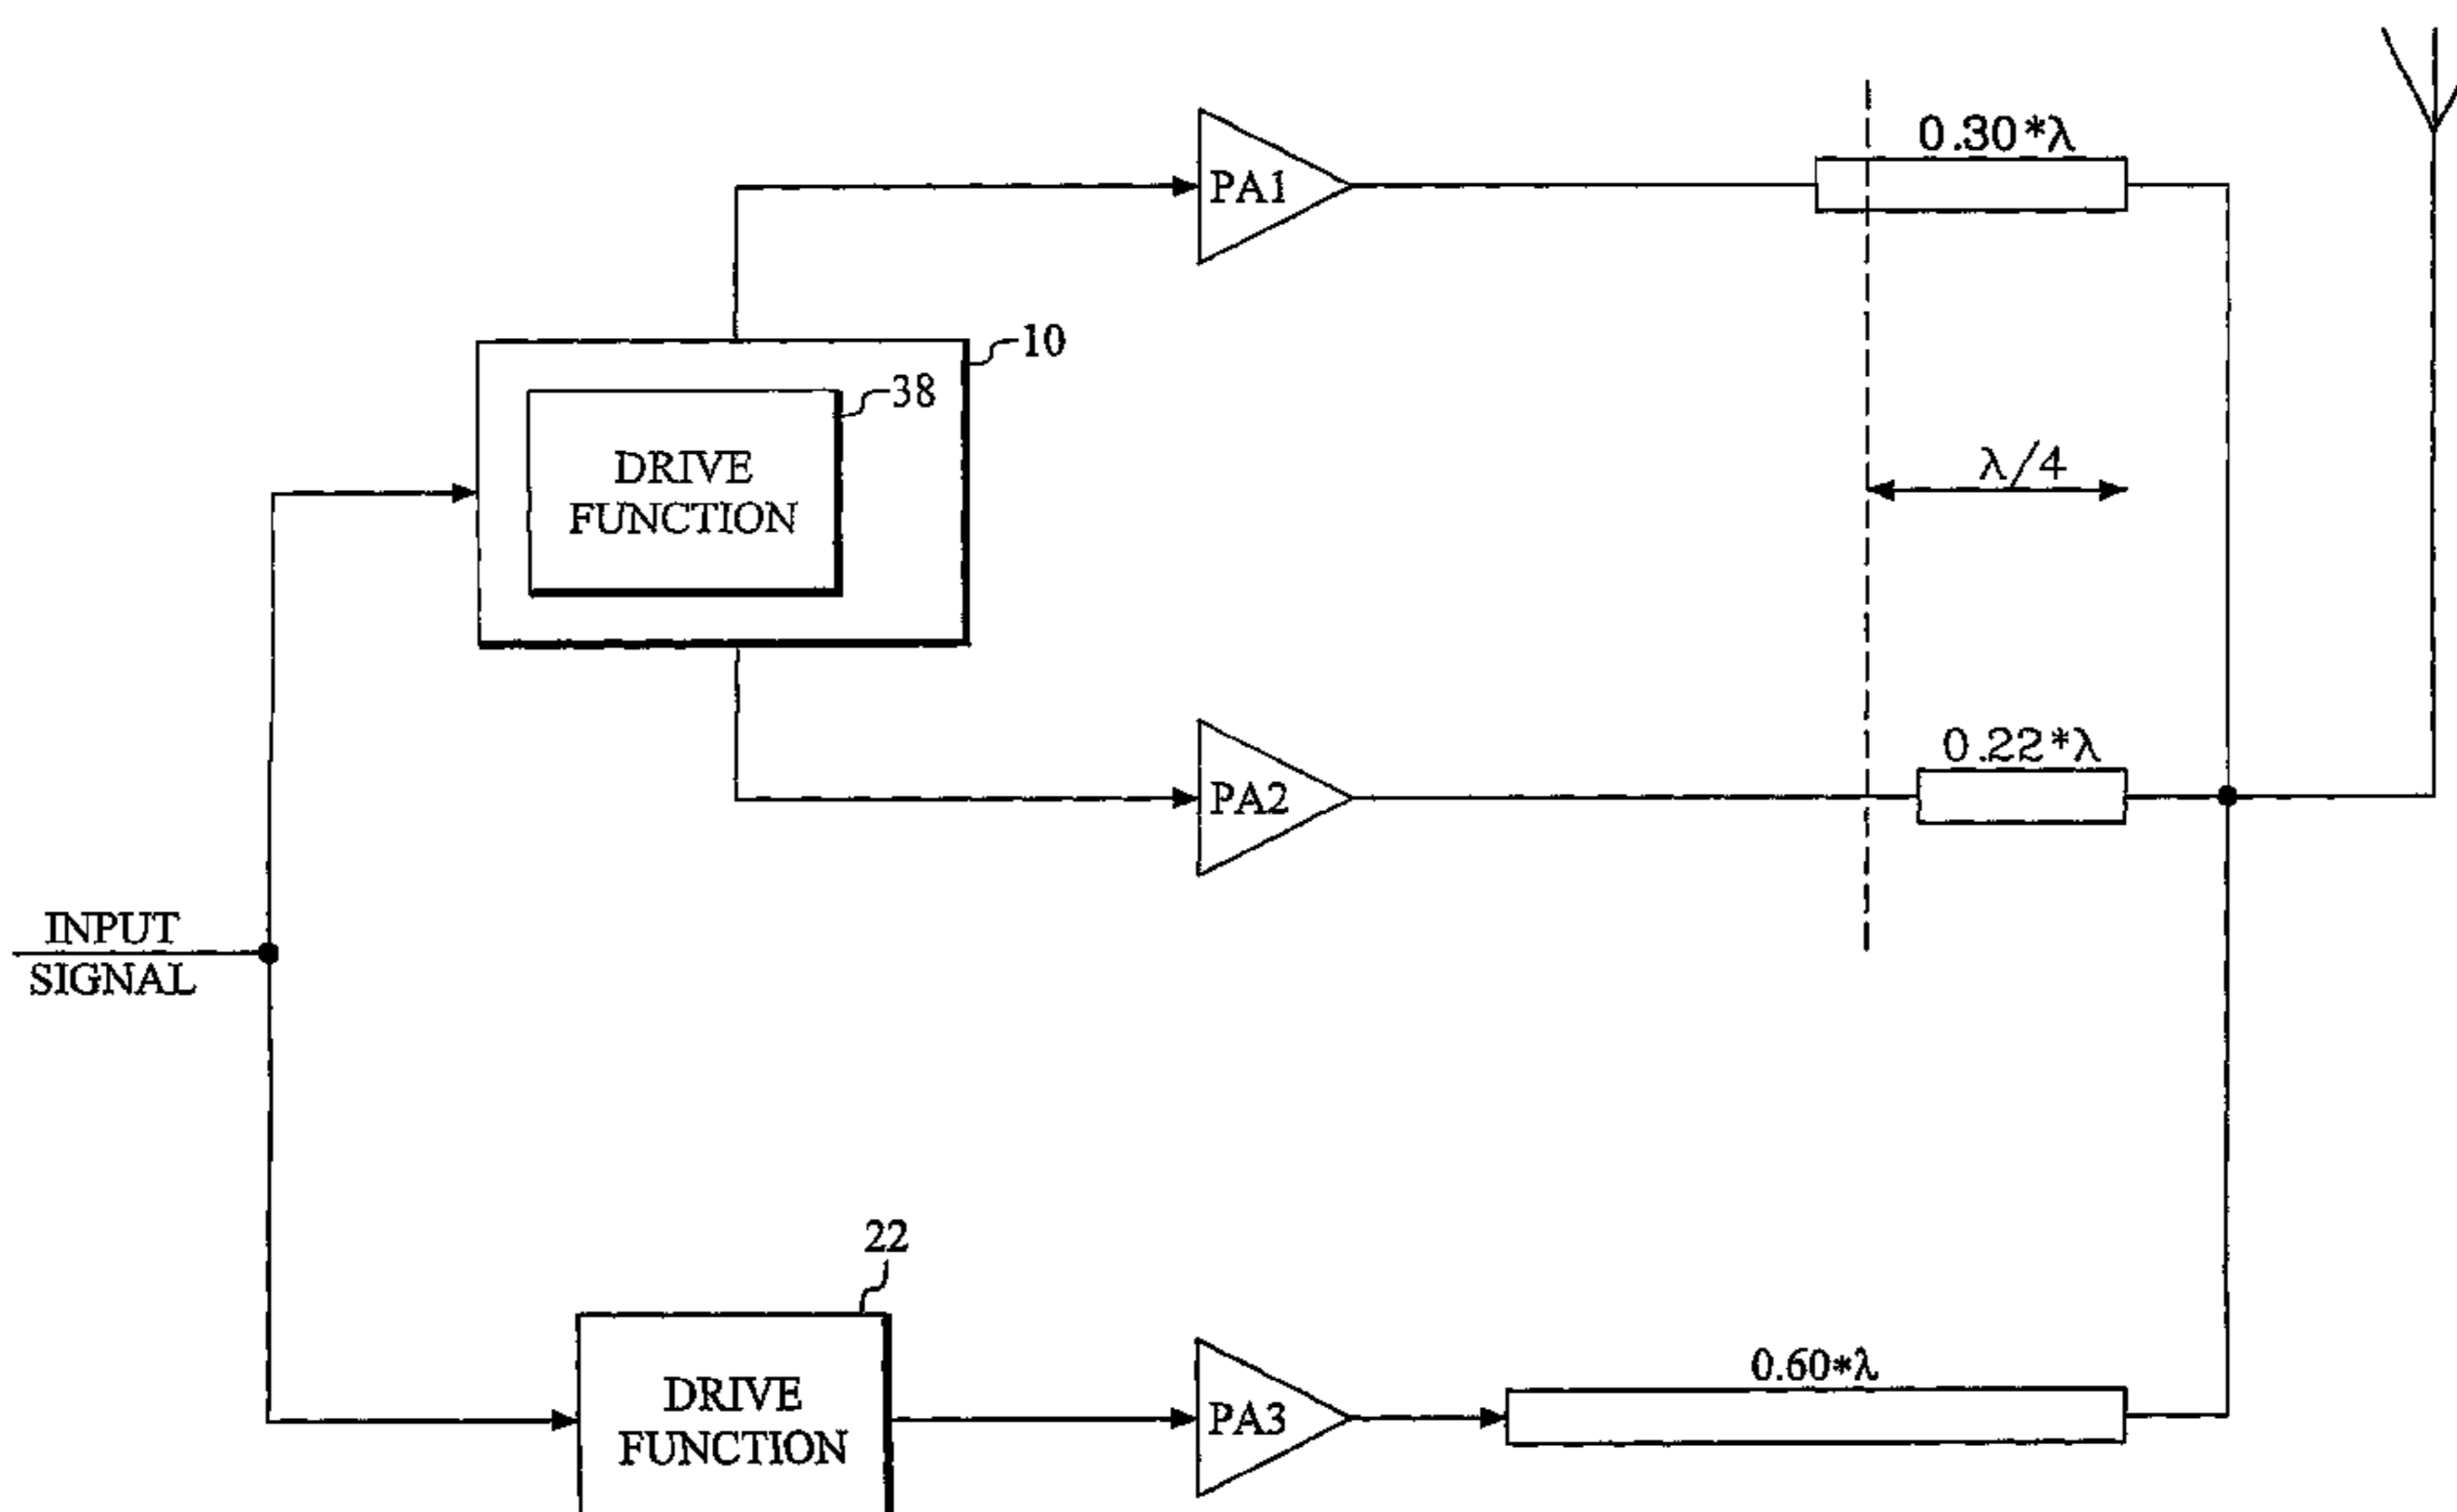 0.30*λ
PA1
10
38
DRIVE
FUNCTION
λ/4
0.22*λ
PA2
INPUT
SIGNAL
22
0.60*λ
DRIVE
FUNCTION
PA3